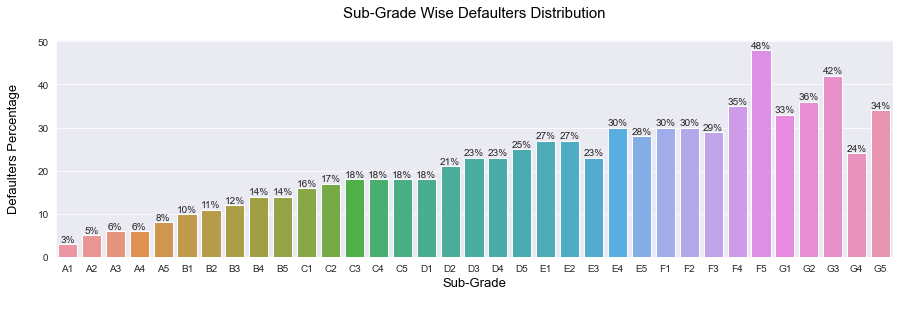 Sub-Grade Wise Defaulters Distribution
Defaulters Percentage
50
40
30
20
10
0
3% 5% 6% 6% 8% 10% 11% 12% 14% 14% 16% 17% 18% 18% 18% 18% 21% 23% 23% 25% 27% 27% 23% 30% 28% 30% 30% 29% 35% 48% 33% 36% 42% 24% 34%
A1 A2 A3 A4 A5 B1 B2 B3 B4 B5 C1 C2 C3 C4 C5 D1 D2 D3 D4 D5 E1 E2 E3 E4 E5 F1 F2 F3 F4 F5 G1 G2 G3 G4 G5
Sub-Grade